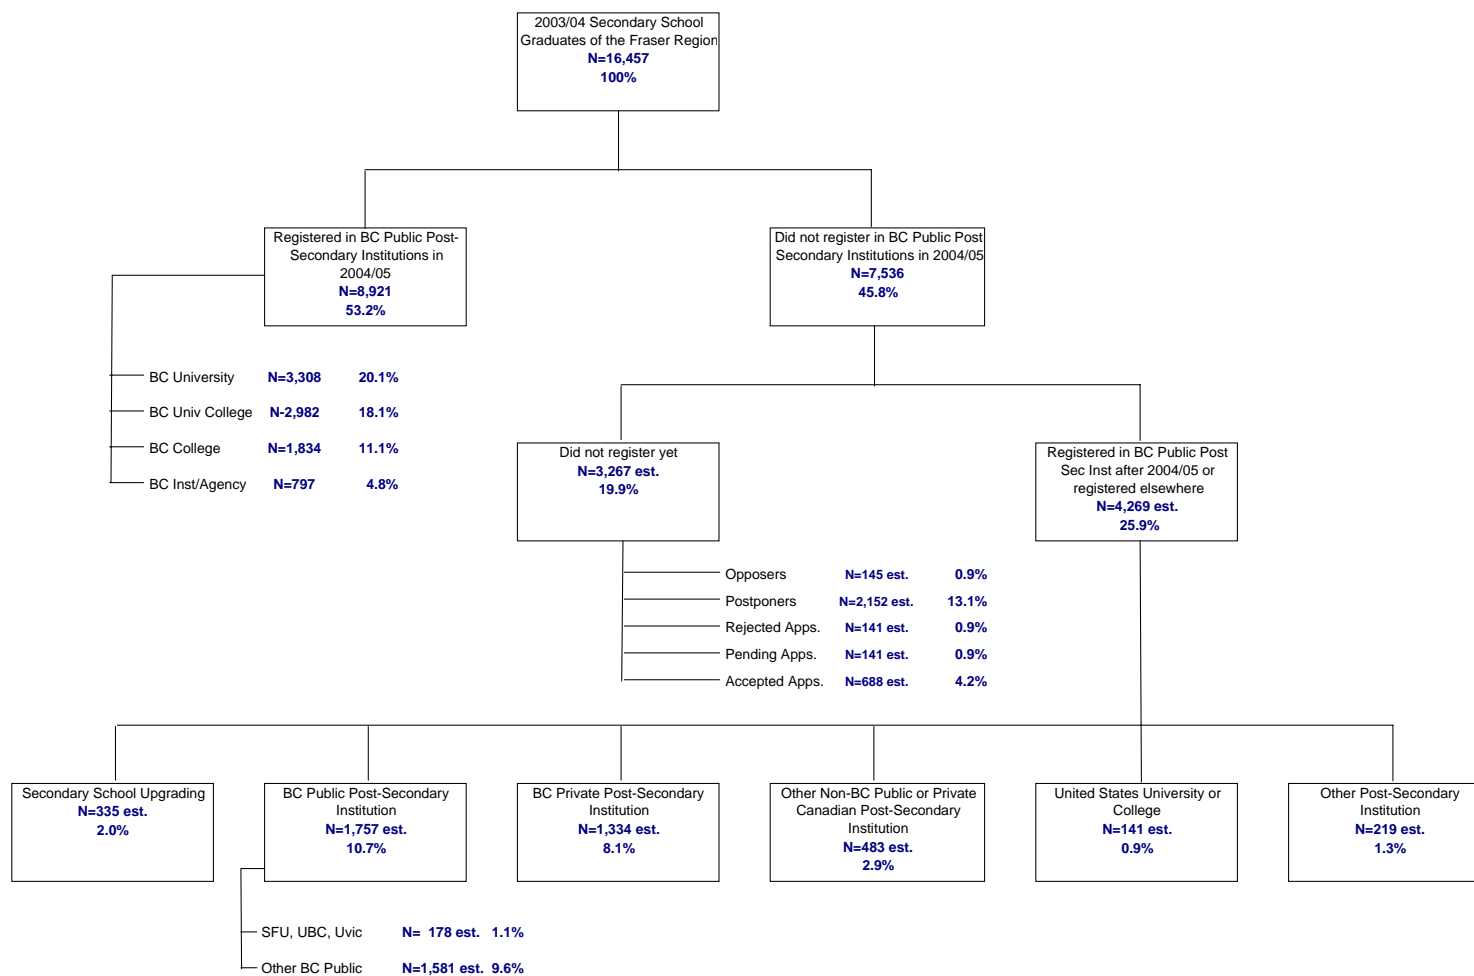 2003/04 Secondary School
Graduates of the Fraser Region
N=16,457
100%
Registered in BC Public Post-
Secondary Institutions in
2004/05
N=8,921
53.2%
Did not register in BC Public Post
Secondary Institutions in 2004/05
N=7,536
45.8%
BC University N=3,308 20.1%
BC Univ College N-2,982 18.1%
BC College N=1,834 11.1%
BC Inst/Agency N=797 4.8%
Did not register yet
N=3,267 est.
19.9%
Registered in BC Public Post
Sec Inst after 2004/05 or
registered elsewhere
N=4,269 est.
25.9%
Opposers N=145 est. 0.9%
Postponers N=2,152 est. 13.1%
Rejected Apps. N=141 est. 0.9%
Pending Apps. N=141 est. 0.9%
Accepted Apps. N=688 est. 4.2%
Secondary School Upgrading
N=335 est.
2.0%
BC Public Post-Secondary
Institution
N=1,757 est.
10.7%
BC Private Post-Secondary
Institution
N=1,334 est.
8.1%
Other Non-BC Public or Private
Canadian Post-Secondary
Institution
N=483 est.
2.9%
United States University or
College
N=141 est.
0.9%
Other Post-Secondary
Institution
N=219 est.
1.3%
SFU, UBC, Uvic N= 178 est. 1.1%
Other BC Public N=1,581 est. 9.6%